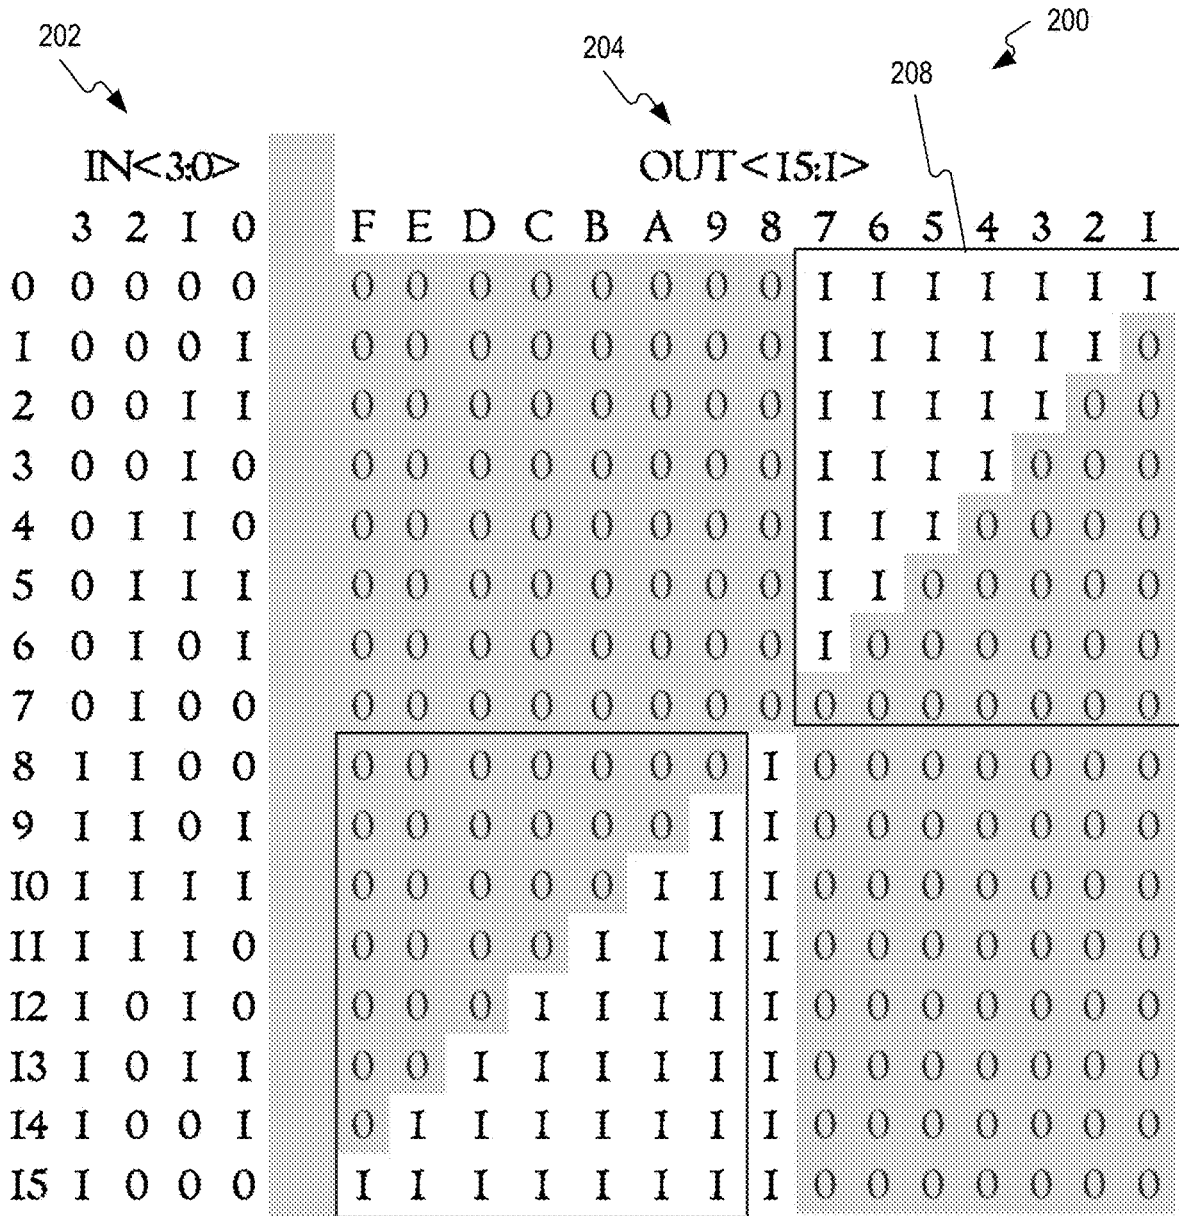 200
202
204
208
IN<3:0> OUT<15:1>
3 2 1 0 F E D C B A 9 8 7 6 5 4 3 2 1
0 0 0 0 0 0 0 0 0 0 0 0 0 1 1 1 1 1 1 1
1 0 0 0 1 0 0 0 0 0 0 0 0 1 1 1 1 1 1 0
2 0 0 1 1 0 0 0 0 0 0 0 0 1 1 1 1 1 0 0
3 0 0 1 0 0 0 0 0 0 0 0 0 1 1 1 1 0 0 0
4 0 1 1 0 0 0 0 0 0 0 0 0 1 1 1 0 0 0 0
5 0 1 1 1 0 0 0 0 0 0 0 0 1 1 0 0 0 0 0
6 0 1 0 1 0 0 0 0 0 0 0 0 1 0 0 0 0 0 0
7 0 1 0 0 0 0 0 0 0 0 0 0 0 0 0 0 0 0 0
8 1 1 0 0 0 0 0 0 0 0 0 1 0 0 0 0 0 0 0
9 1 1 0 1 0 0 0 0 0 0 1 1 0 0 0 0 0 0 0
10 1 1 1 1 0 0 0 0 0 1 1 1 0 0 0 0 0 0 0
11 1 1 1 0 0 0 0 0 1 1 1 1 0 0 0 0 0 0 0
12 1 0 1 0 0 0 0 1 1 1 1 1 0 0 0 0 0 0 0
13 1 0 1 1 0 0 1 1 1 1 1 1 0 0 0 0 0 0 0
14 1 0 0 1 0 1 1 1 1 1 1 1 0 0 0 0 0 0 0
15 1 0 0 0 1 1 1 1 1 1 1 1 0 0 0 0 0 0 0